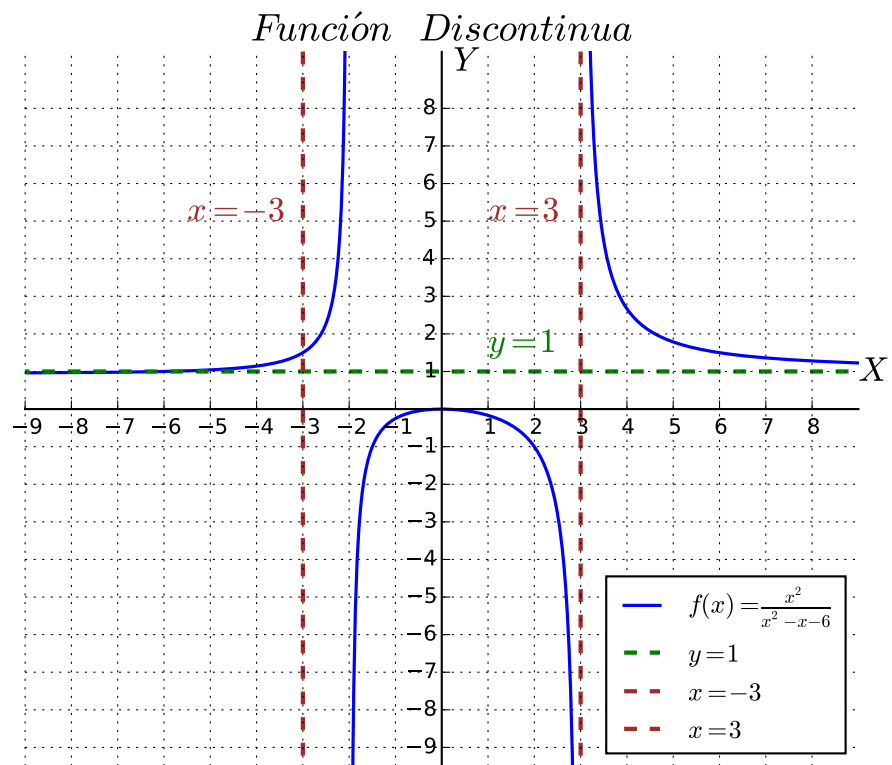 Función Discontinua
Y
8
7
6
x=−3
x=3
5
4
3
2
y=1
1
X
−9 −8 −7 −6 −5 −4 −3 −2 −1 1 2 3 4 5 6 7 8
−1
−2
−3
−4
−5
−6
−7
−8
−9
f(x)=x²/(x²−x−6)
y=1
x=−3
x=3